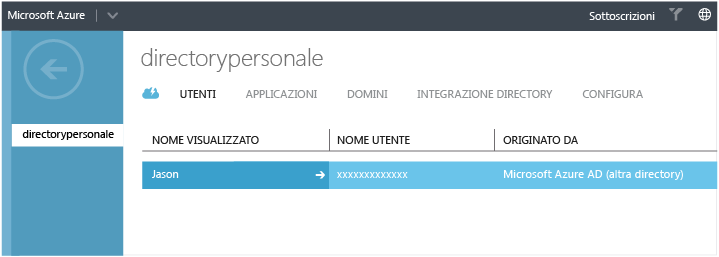 Microsoft Azure Sottoscrizioni
directorypersonale
UTENTI APPLICAZIONI DOMINI INTEGRAZIONE DIRECTORY CONFIGURA
directorypersonale
NOME VISUALIZZATO NOME UTENTE ORIGINATO DA
Jason xxxxxxxxxxxxx Microsoft Azure AD (altra directory)